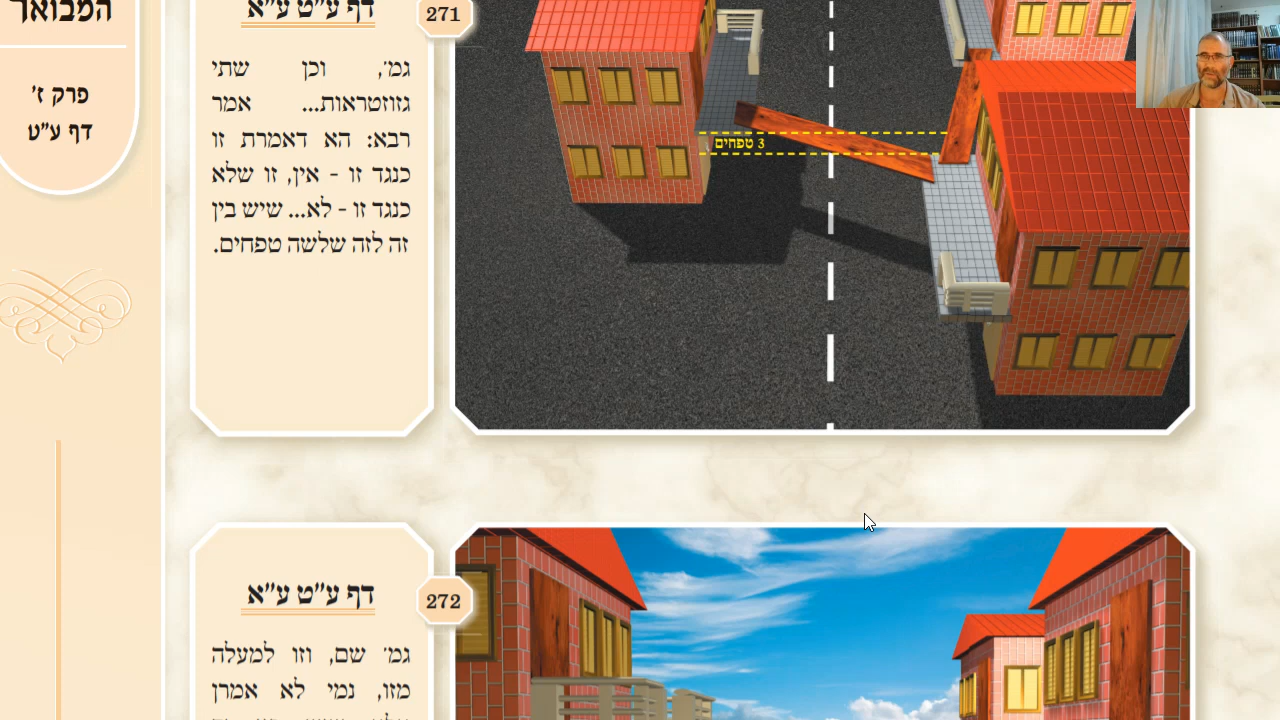 המבואר
פרק ז'
דף ע"ט
דף ע"ט ע"א
271
גמ', וכן שתי
גזוזטראות... אמר
רבא: הא דאמרת זו
כנגד זו - אין, זו שלא
כנגד זו - לא... שיש בין
זה לזה שלשה טפחים.
3 טפחים
דף ע"ט ע"א
272
גמ' שם, וזו למעלה
מזו, נמי לא אמרן